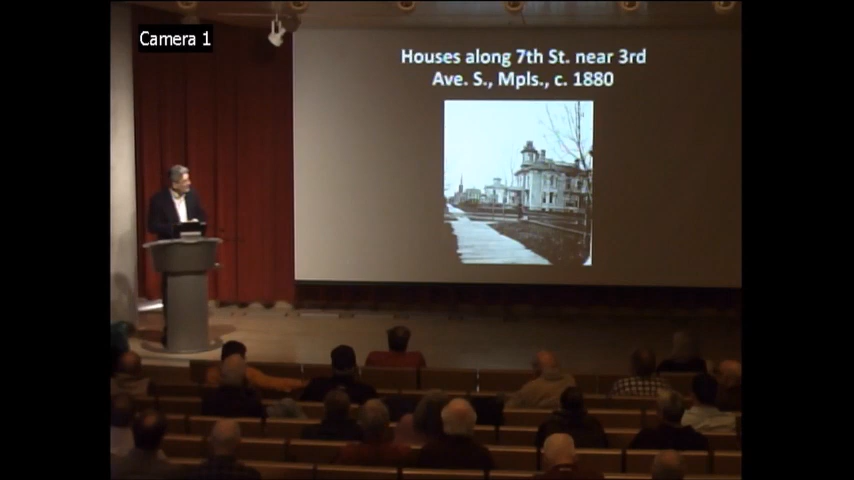 Camera 1
Houses along 7th St. near 3rd
Ave. S., Mpls., c. 1880